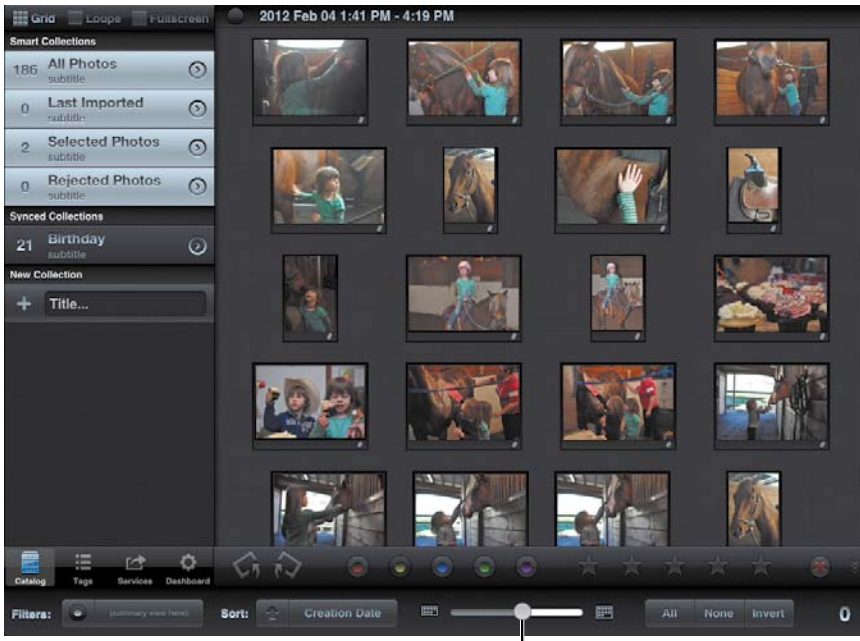 Grid Loupe Fullscreen
2012 Feb 04 1:41 PM - 4:19 PM
Smart Collections
186 All Photos
subtitle
0 Last Imported
subtitle
2 Selected Photos
subtitle
0 Rejected Photos
subtitle
Synced Collections
21 Birthday
subtitle
New Collection
+ Title...
Catalog Tags Services Dashboard
Filters: (summary view here) Sort: Creation Date All None Invert 0